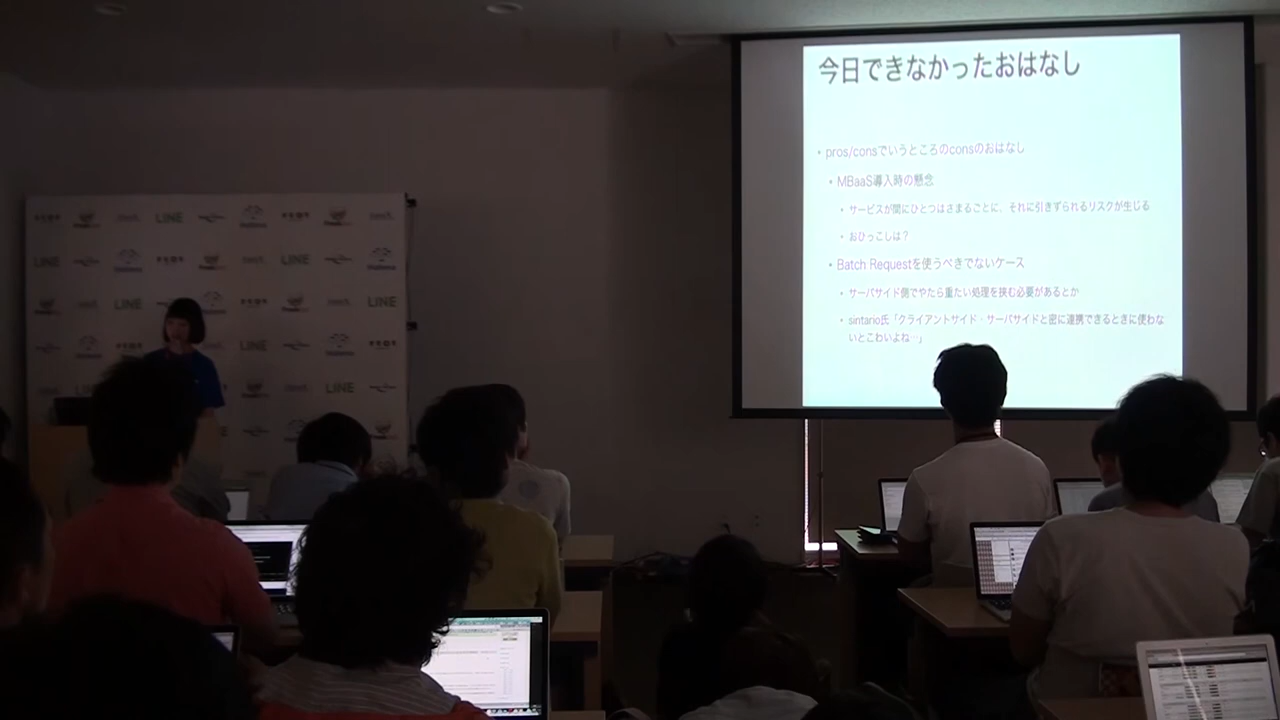 今日できなかったおはなし
• pros/consでいうところのconsのおはなし
• MBaaS導入時の懸念
• サービスが間にひとつはさまるごとに、それに引きずられるリスクが生じる
• おひっこしは？
• Batch Requestを使うべきでないケース
• サーバサイド側でやたら重たい処理を挟む必要があるとか
• sintario氏「クライアントサイド・サーバサイドと密に連携できるときに使わな
いとこわいよね…」
LINE
LINE
LINE
LINE
LINE
LINE
LINE